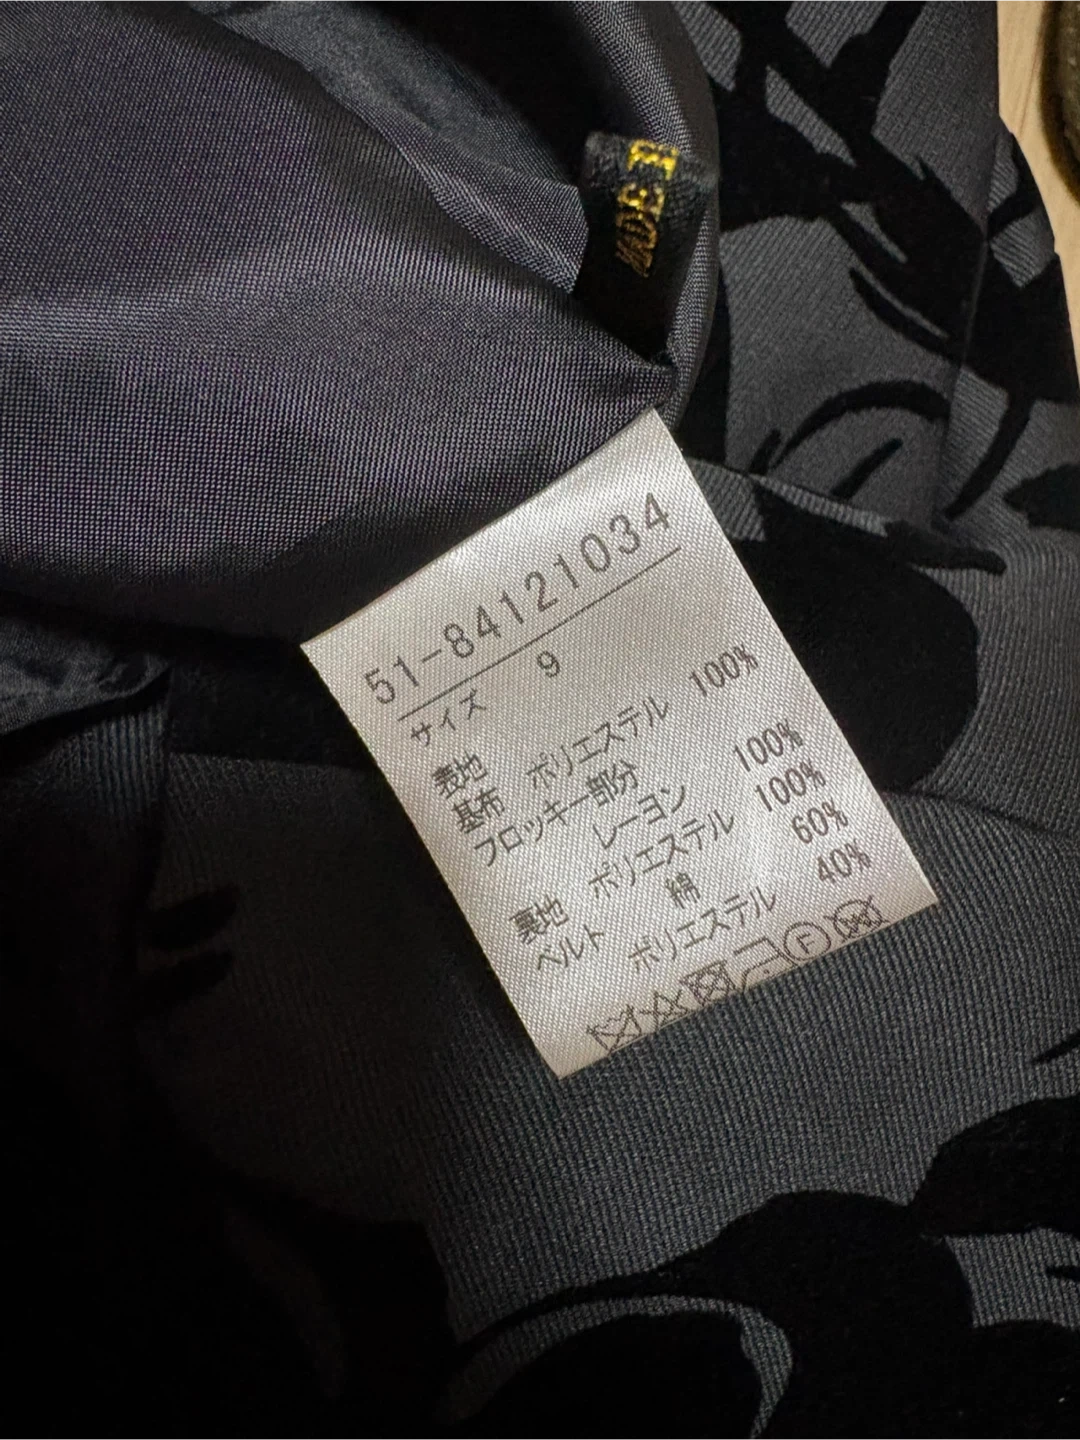 MADE
51-84121034
サイズ 9
表地
基布 ポリエステル 100%
フロッキー部分
レーヨン 100%
裏地 ポリエステル 100%
ベルト 綿 60%
ポリエステル 40%
F